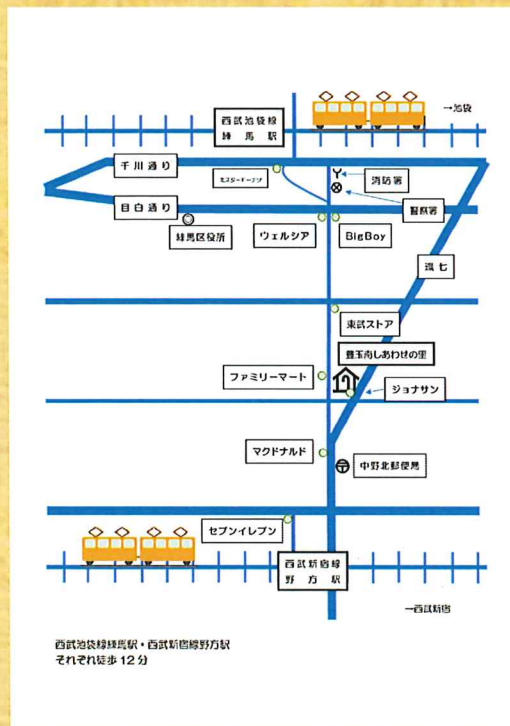 →池袋
西武池袋線
練馬駅
千川通り
ミスタードーナツ
消防署
目白通り
警察署
練馬区役所
ウェルシア
BigBoy
環七
東武ストア
豊玉南しあわせの里
ファミリーマート
ジョナサン
マクドナルド
中野北郵便局
セブンイレブン
西武新宿線
野方駅
→西武新宿
西武池袋線練馬駅・西武新宿線野方駅
それぞれ徒歩12分